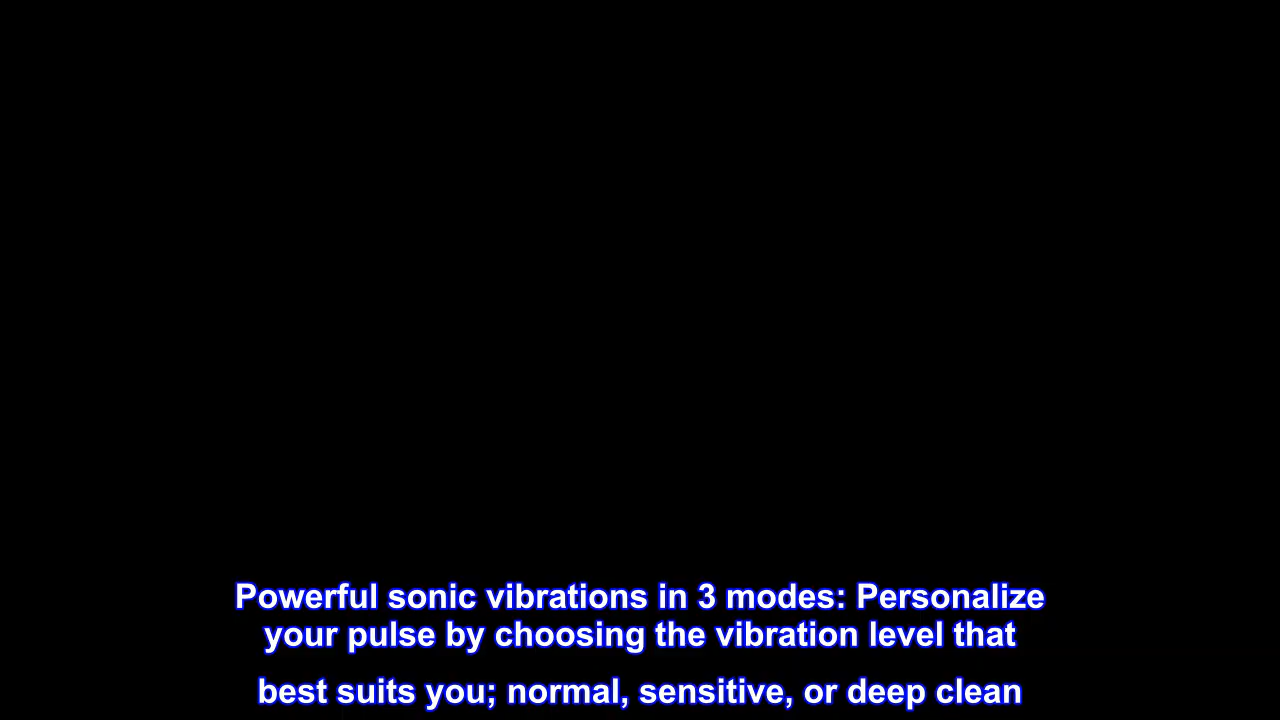 Powerful sonic vibrations in 3 modes: Personalize
your pulse by choosing the vibration level that
best suits you; normal, sensitive, or deep clean